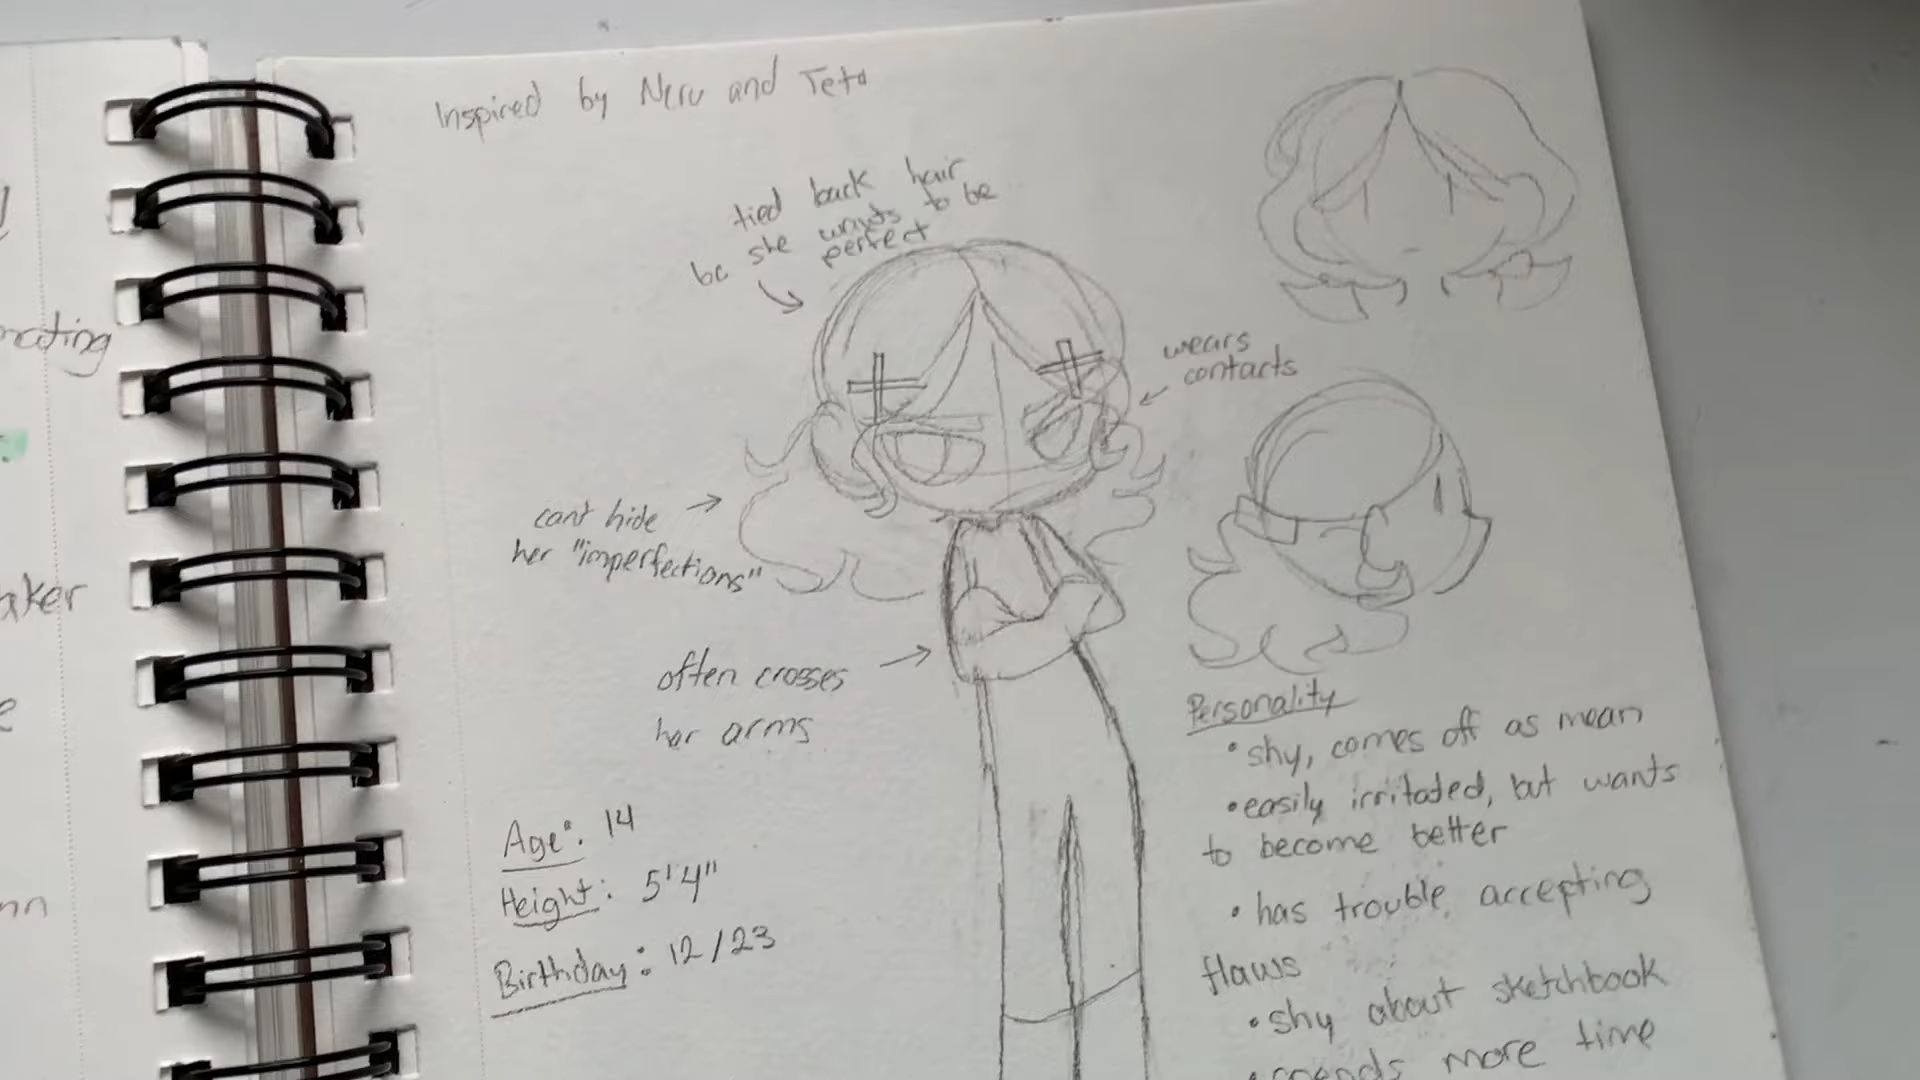 Inspired by Neru and Teto
tied back hair
bc she wants to be
perfect
wears
contacts
cant hide
her "imperfections"
often crosses
her arms
Age: 14
Height: 5'4"
Birthday: 12/23
Personality
•shy, comes off as mean
•easily irritated, but wants
to become better
•has trouble accepting
flaws
•shy about sketchbook
more time